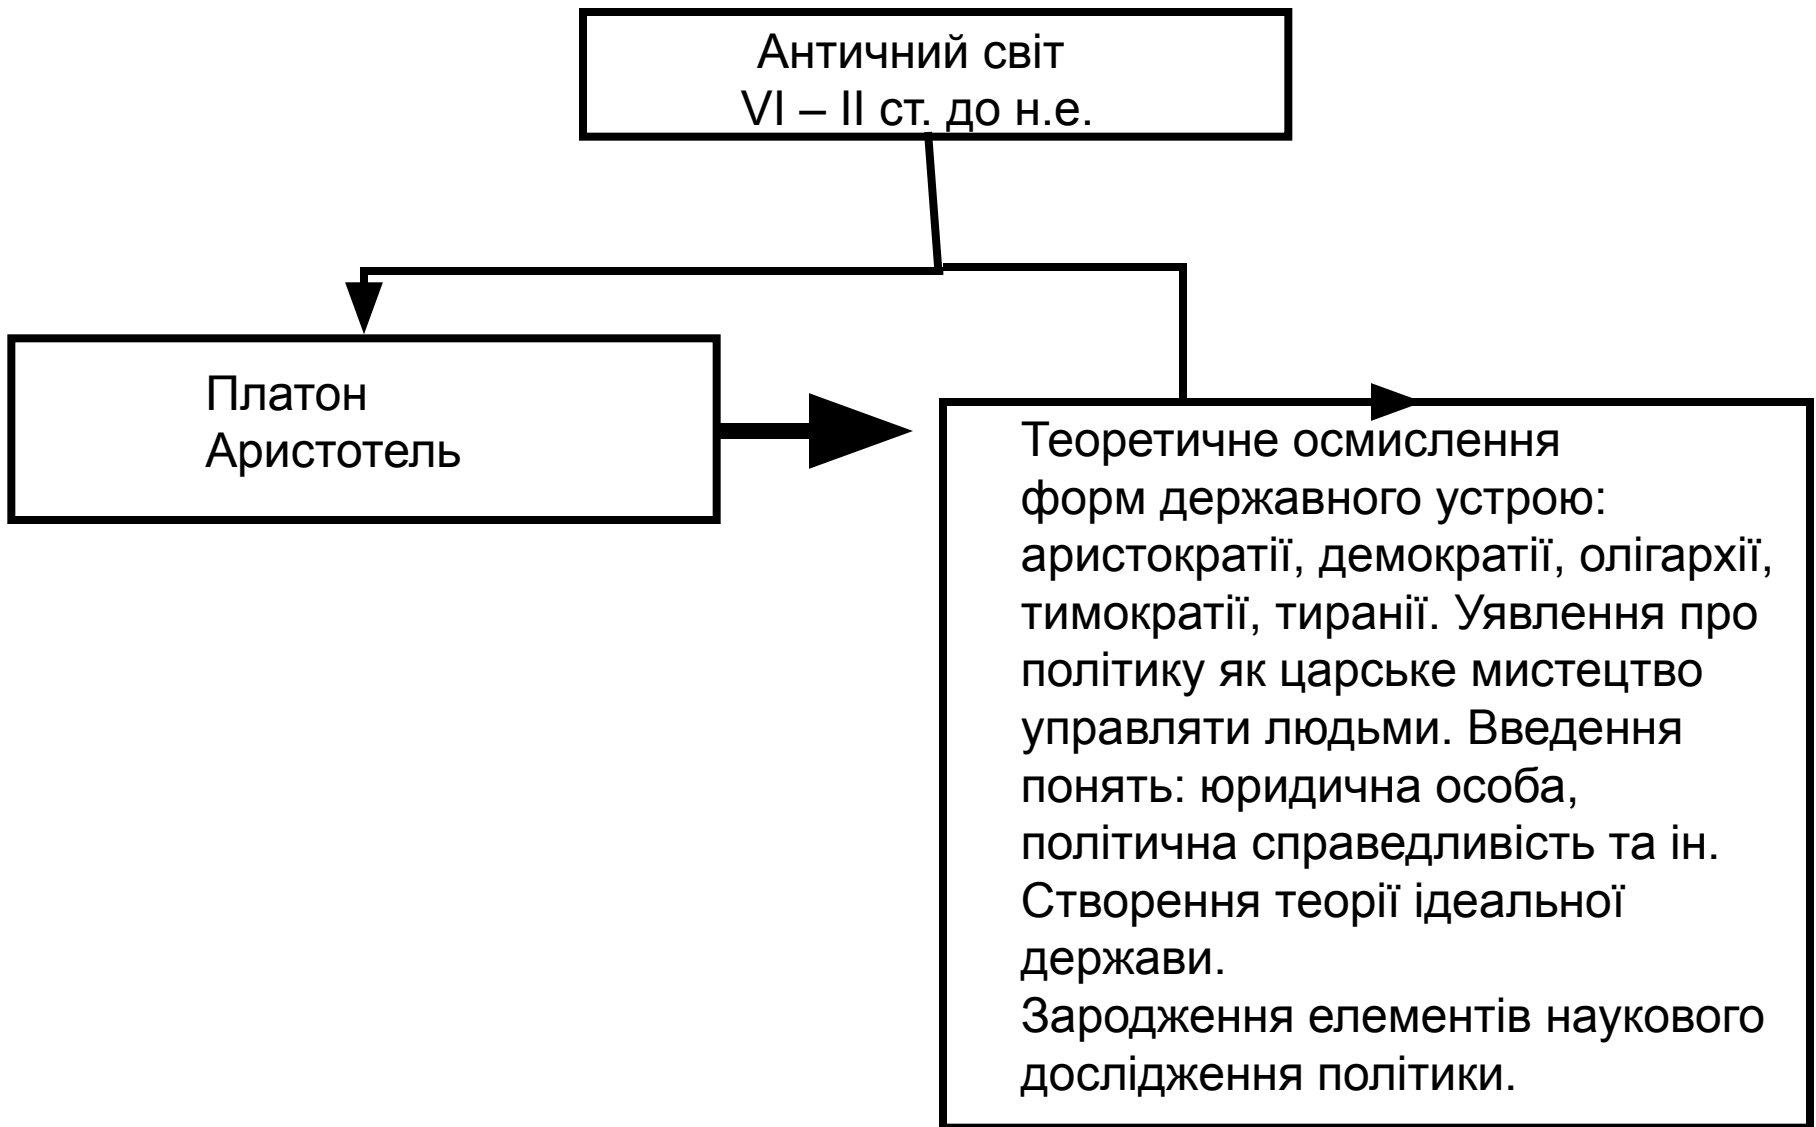 Античний світ
VI – II ст. до н.е.
Платон
Аристотель
Теоретичне осмислення
форм державного устрою:
аристократії, демократії, олігархії,
тимократії, тиранії. Уявлення про
політику як царське мистецтво
управляти людьми. Введення
понять: юридична особа,
політична справедливість та ін.
Створення теорії ідеальної
держави.
Зародження елементів наукового
дослідження політики.